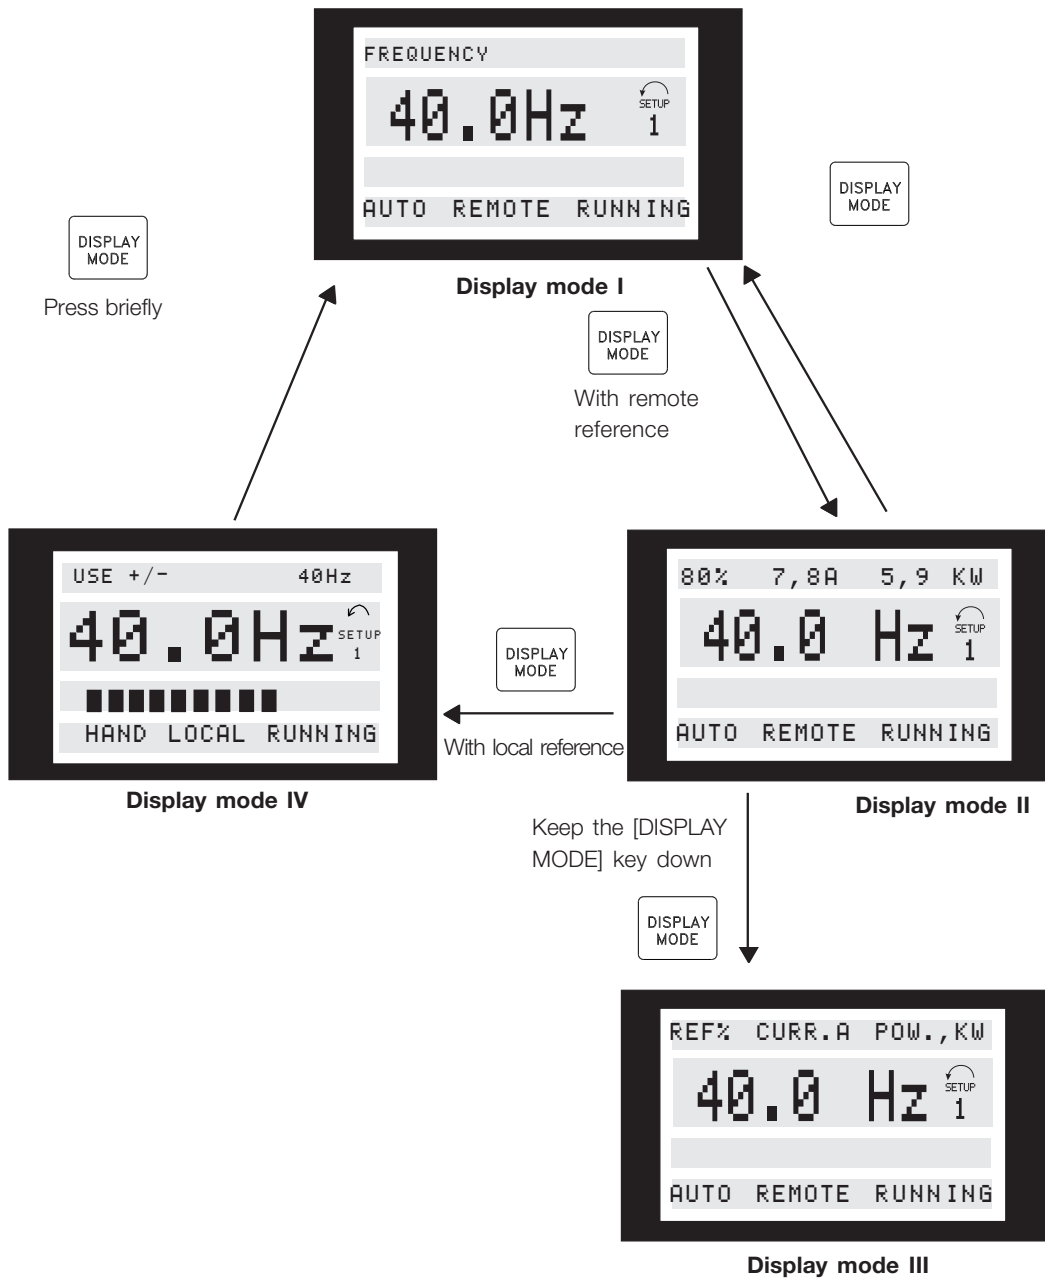 FREQUENCY
40.0Hz
SETUP
1
AUTO REMOTE RUNNING
Display mode I
DISPLAY
MODE
DISPLAY
MODE
Press briefly
DISPLAY
MODE
With remote
reference
USE +/-
40Hz
40.0Hz
SETUP
1
HAND LOCAL RUNNING
Display mode IV
DISPLAY
MODE
With local reference
80% 7,8A 5,9 KW
40.0 Hz
SETUP
1
AUTO REMOTE RUNNING
Display mode II
Keep the [DISPLAY
MODE] key down
DISPLAY
MODE
REF% CURR.A POW.,KW
40.0 Hz
SETUP
1
AUTO REMOTE RUNNING
Display mode III